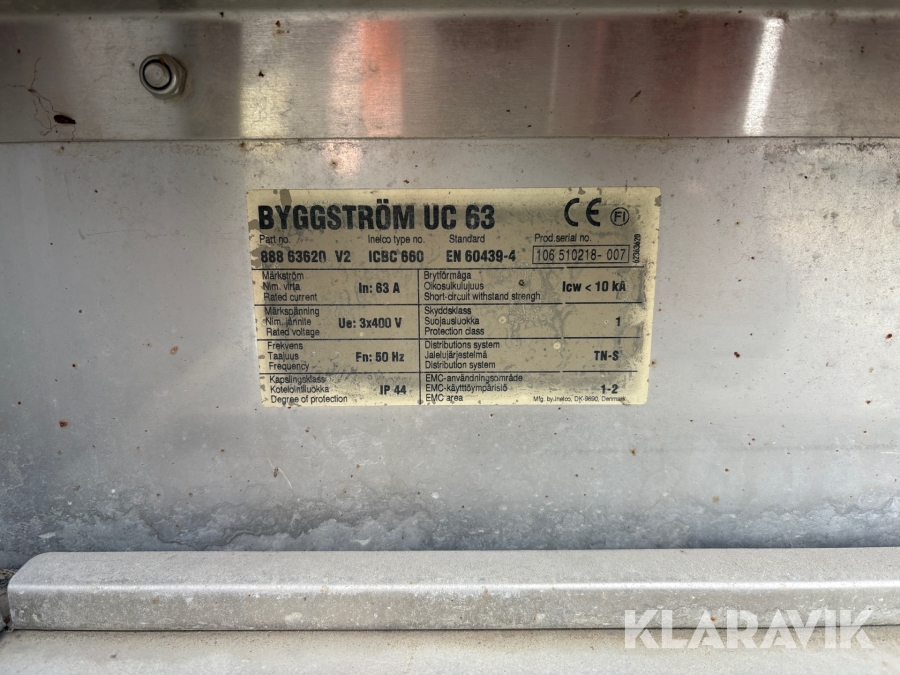 BYGGSTRÖM UC 63 CE FI
Part no. Inelco type no. Standard Prod.serial no.
888 63620 V2 ICBC 660 EN 60439-4 106 510218- 007
Märkström
Nim. virta
Rated current
In: 63 A
Brytförmåga
Oikosulkulujuus
Short-circuit withstand strengh
Icw < 10 kA
Märkspänning
Nim. jännite
Rated voltage
Ue: 3x400 V
Skyddsklass
Suojausluokka
Protection class
1
Frekvens
Taajuus
Frequency
Fn: 50 Hz
Distributions system
Jakelujärjestelmä
Distribution system
TN-S
Kapslingsklass
Kotelointiluokka
Degree of protection
IP 44
EMC-användningsområde
EMC-käyttöympäristö
EMC area
1-2
Mfg. by.Inelco, DK-9690, Denmark
KLARAVIK